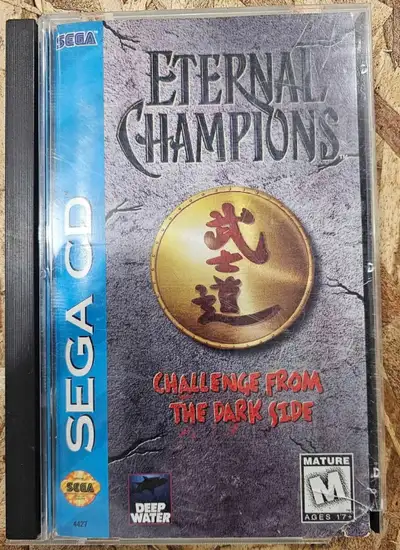 SEGA
ETERNAL
CHAMPIONS
武
士
道
CHALLENGE FROM
THE DARK SIDE
SEGA CD
SEGA
4427
DEEP
WATER
MATURE
M
AGES 17+